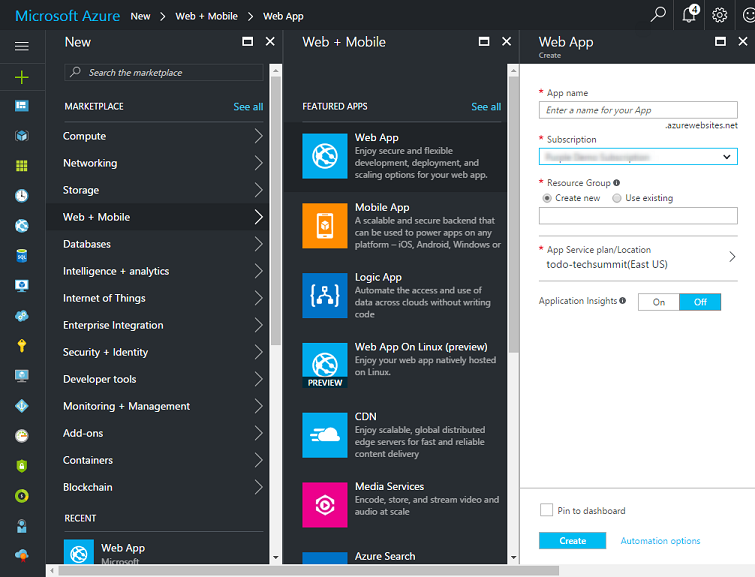 Microsoft Azure New > Web + Mobile > Web App
4
New
Search the marketplace
MARKETPLACE See all
Compute
Networking
Storage
Web + Mobile
Databases
Intelligence + analytics
Internet of Things
Enterprise Integration
Security + Identity
Developer tools
Monitoring + Management
Add-ons
Containers
Blockchain
RECENT
Web App
Microsoft
Web + Mobile
FEATURED APPS See all
Web App
Enjoy secure and flexible
development, deployment, and
scaling options for your web app.
Mobile App
A scalable and secure backend that
can be used to power apps on any
platform – iOS, Android, Windows or
Logic App
Automate the access and use of
data across clouds without writing
code
Web App On Linux (preview)
Enjoy your web app natively hosted
on Linux.
PREVIEW
CDN
Enjoy scalable, global distributed
edge servers for fast and reliable
content delivery
Media Services
Encode, store, and stream video and
audio at scale
Azure Search
Web App
Create
* App name
Enter a name for your App
.azurewebsites.net
* Subscription
* Resource Group
Create new Use existing
* App Service plan/Location
todo-techsummit(East US)
Application Insights On Off
Pin to dashboard
Create Automation options
SQL